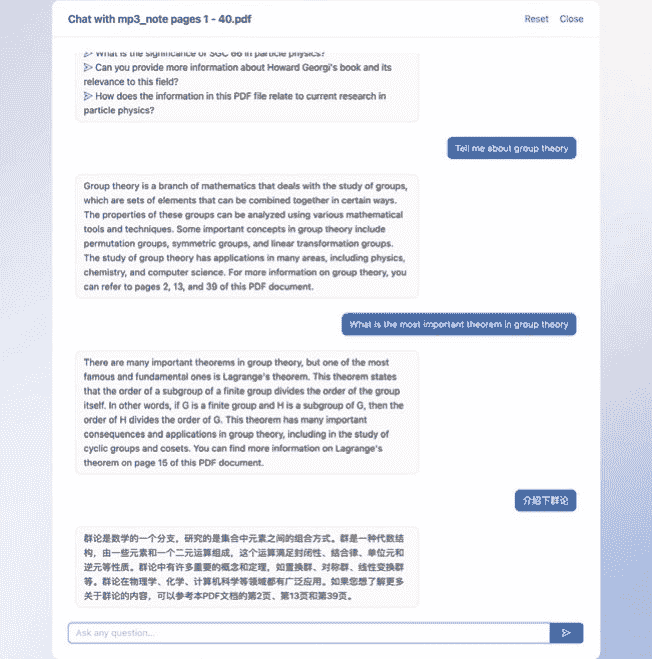 Chat with mp3_note pages 1 - 40.pdf
Reset Close
What is the significance of SGC 66 in particle physics?
Can you provide more information about Howard Georgi's book and its
relevance to this field?
How does the information in this PDF file relate to current research in
particle physics?
Tell me about group theory
Group theory is a branch of mathematics that deals with the study of groups,
which are sets of elements that can be combined together in certain ways.
The properties of these groups can be analyzed using various mathematical
tools and techniques. Some important concepts in group theory include
permutation groups, symmetric groups, and linear transformation groups.
The study of group theory has applications in many areas, including physics,
chemistry, and computer science. For more information on group theory, you
can refer to pages 2, 13, and 39 of this PDF document.
What is the most important theorem in group theory
There are many important theorems in group theory, but one of the most
famous and fundamental ones is Lagrange's theorem. This theorem states
that the order of a subgroup of a finite group divides the order of the group
itself. In other words, if G is a finite group and H is a subgroup of G, then the
order of H divides the order of G. This theorem has many important
consequences and applications in group theory, including in the study of
cyclic groups and cosets. You can find more information on Lagrange's
theorem on page 15 of this PDF document.
介绍下群论
群论是数学的一个分支，研究的是集合中元素之间的组合方式。群是一种代数结
构，由一些元素和一个二元运算组成，这个运算满足封闭性、结合律、单位元和
逆元等性质。群论中有许多重要的概念和定理，如置换群、对称群、线性变换群
等。群论在物理学、化学、计算机科学等领域都有广泛应用。如果您想了解更多
关于群论的内容，可以参考本PDF文档的第2页、第13页和第39页。
Ask any question...